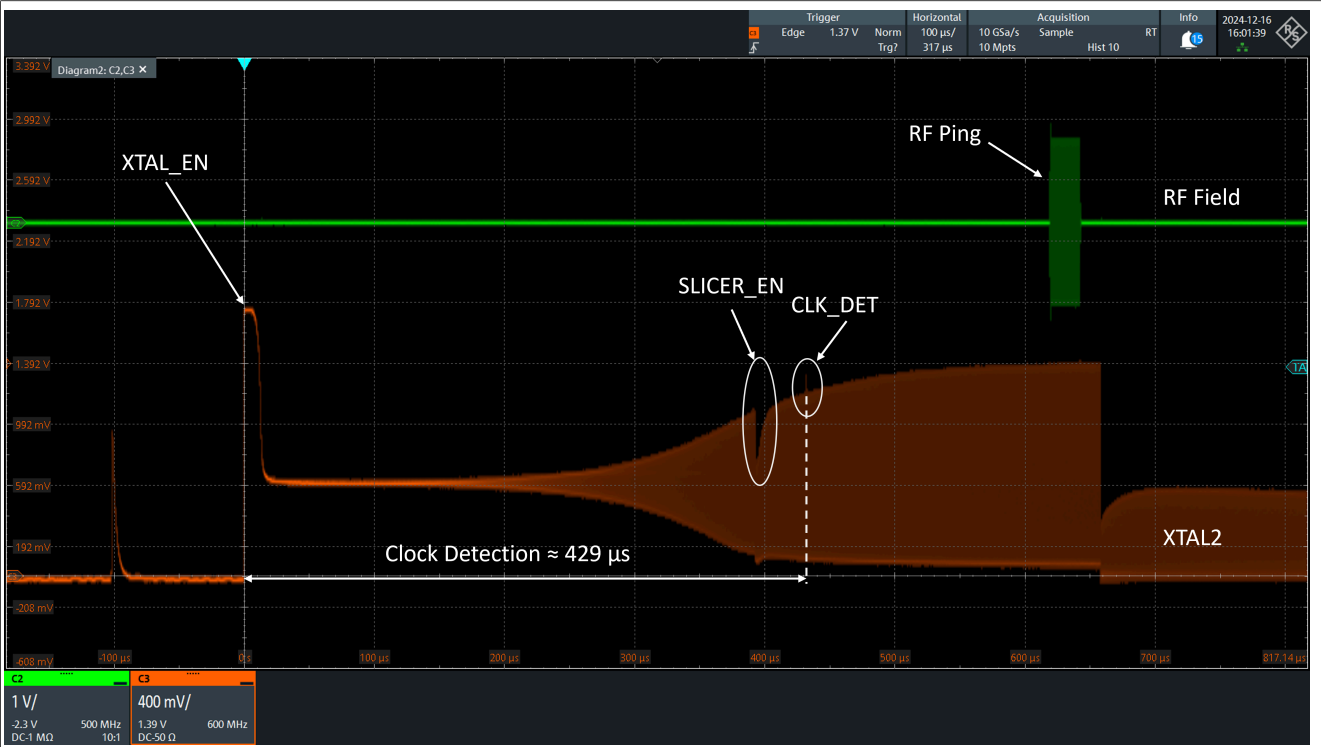 Trigger
Edge 1.37 V Norm
Trg?
Horizontal
100 µs/
317 µs
Acquisition
10 GSa/s Sample RT
10 Mpts Hist 10
Info
15
2024-12-16
16:01:39
R&S
C3
Diagram2: C2,C3 ✕
3.392 V
2.992 V
2.592 V
2.192 V
1.792 V
1.392 V
992 mV
592 mV
192 mV
-208 mV
-608 mV
C2
TA
XTAL_EN
RF Ping
RF Field
SLICER_EN
CLK_DET
XTAL2
Clock Detection ≈ 429 µs
-100 µs
0 s
100 µs
200 µs
300 µs
400 µs
500 µs
600 µs
700 µs
817.14 µs
C2
1 V/
-2.3 V 500 MHz
DC-1 MΩ 10:1
C3
400 mV/
1.39 V 600 MHz
DC-50 Ω